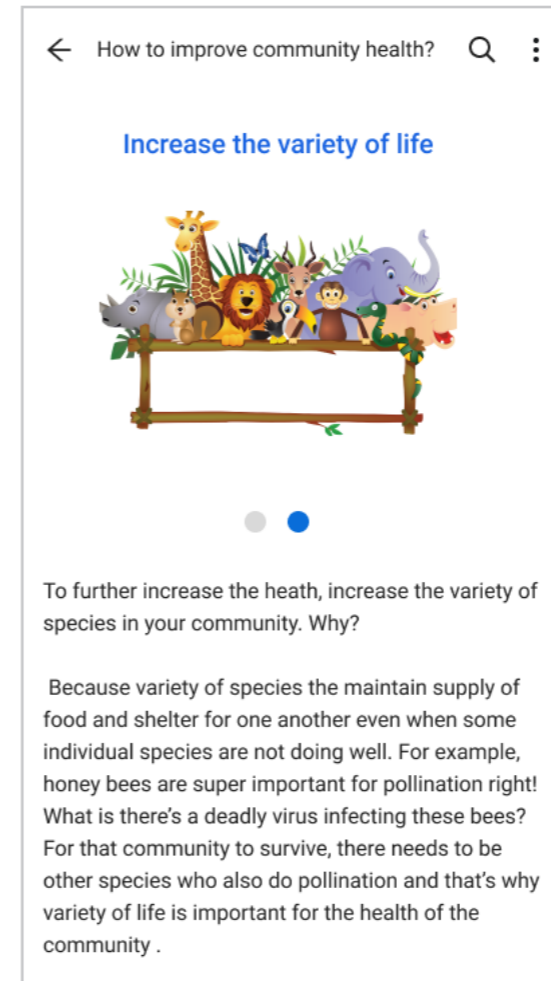 How to improve community health?
Increase the variety of life
To further increase the heath, increase the variety of
species in your community. Why?
Because variety of species the maintain supply of
food and shelter for one another even when some
individual species are not doing well. For example,
honey bees are super important for pollination right!
What is there's a deadly virus infecting these bees?
For that community to survive, there needs to be
other species who also do pollination and that's why
variety of life is important for the health of the
community .